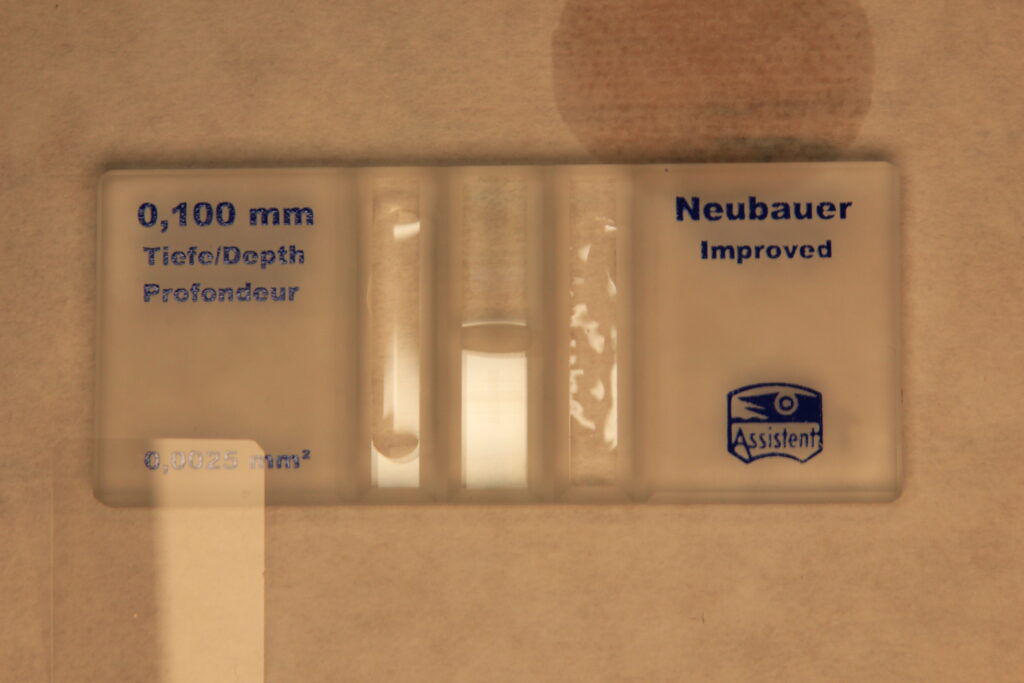 0,100 mm
Tiefe/Depth
Profondeur
0,0025 mm²
Neubauer
Improved
Assistent